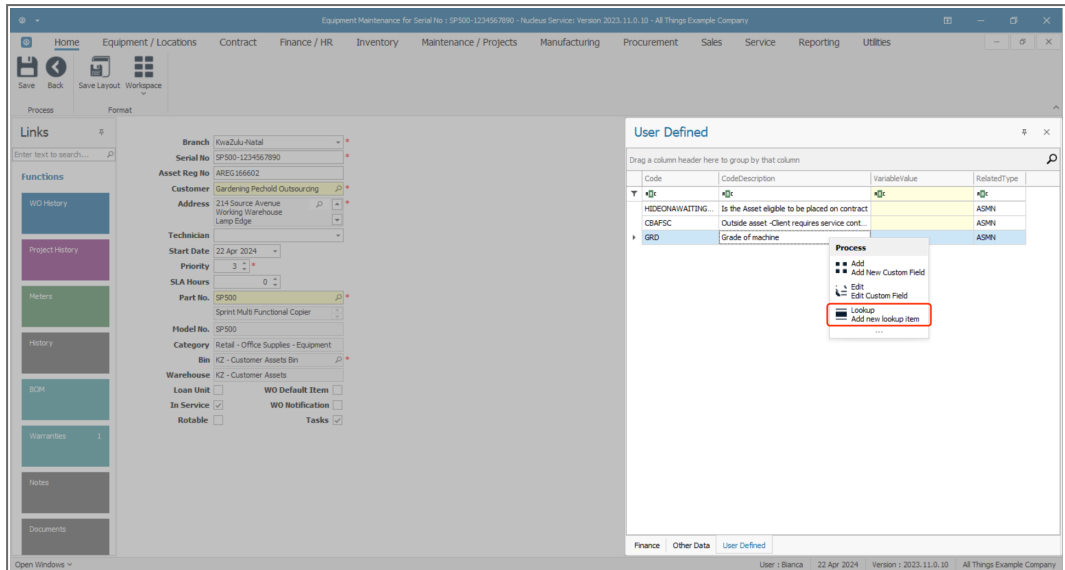 Equipment Maintenance for Serial No : SP500-1234567890 - Nucleus Service: Version 2023.11.0.10 - All Things Example Company
Home Equipment / Locations Contract Finance / HR Inventory Maintenance / Projects Manufacturing Procurement Sales Service Reporting Utilities
Save Back Save Layout Workspace
Process Format
Links
Enter text to search...
Functions
WO History
Project History
Meters
History
BOM
Warranties 1
Notes
Documents
Branch KwaZulu-Natal *
Serial No SP500-1234567890 *
Asset Reg No AREG166602
Customer Gardening Pechold Outsourcing *
Address 214 Source Avenue *
Working Warehouse
Lamp Edge
Technician
Start Date 22 Apr 2024
Priority 3 *
SLA Hours 0
Part No. SP500 *
Sprint Multi Functional Copier
Model No. SP500
Category Retail - Office Supplies - Equipment
Bin KZ - Customer Assets Bin *
Warehouse KZ - Customer Assets
Loan Unit WO Default Item
In Service WO Notification
Rotable Tasks
User Defined
Drag a column header here to group by that column
Code CodeDescription VariableValue RelatedType
HIDEONAWAITING... Is the Asset eligible to be placed on contract ASMN
CBAFSC Outside asset -Client requires service cont... ASMN
GRD Grade of machine ASMN
Process
Add
Add New Custom Field
Edit
Edit Custom Field
Lookup
Add new lookup item
...
Finance Other Data User Defined
Open Windows User : Bianca 22 Apr 2024 Version : 2023.11.0.10 All Things Example Company